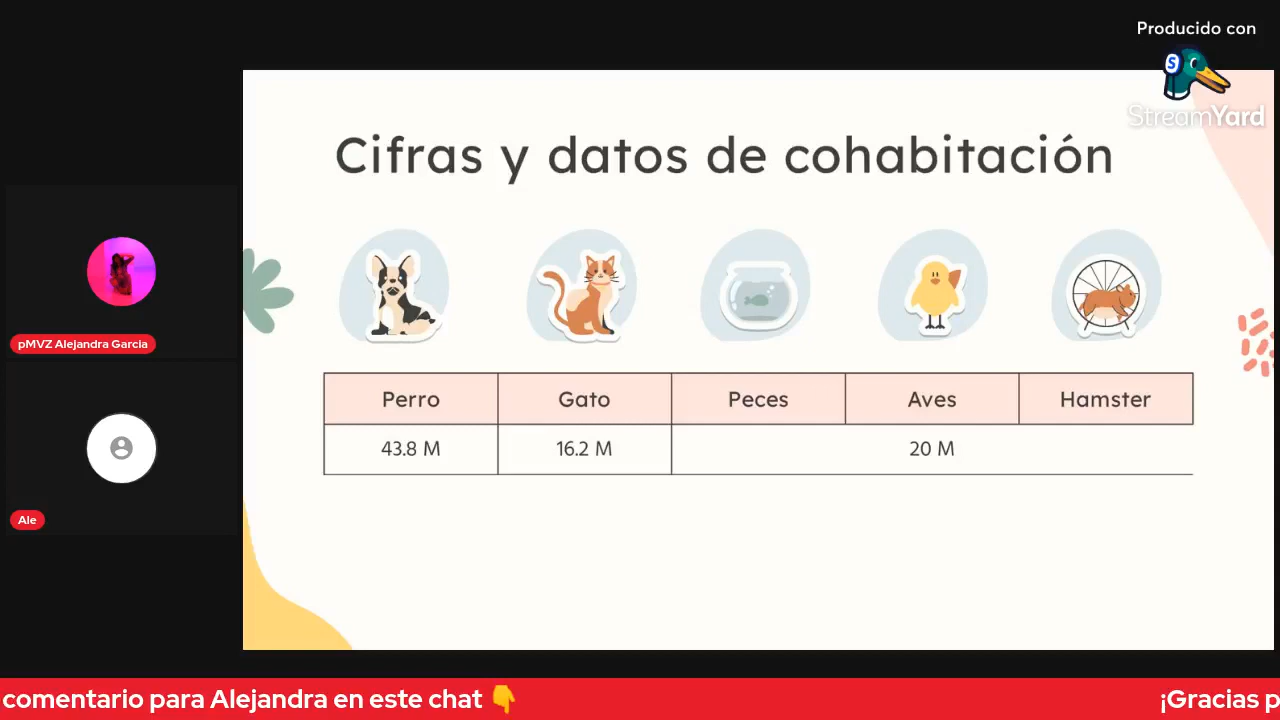 Producido con
StreamYard
Cifras y datos de cohabitación
pMVZ Alejandra Garcia
Perro Gato Peces Aves Hamster
43.8 M 16.2 M 20 M
Ale
comentario para Alejandra en este chat 👇 ¡Gracias p